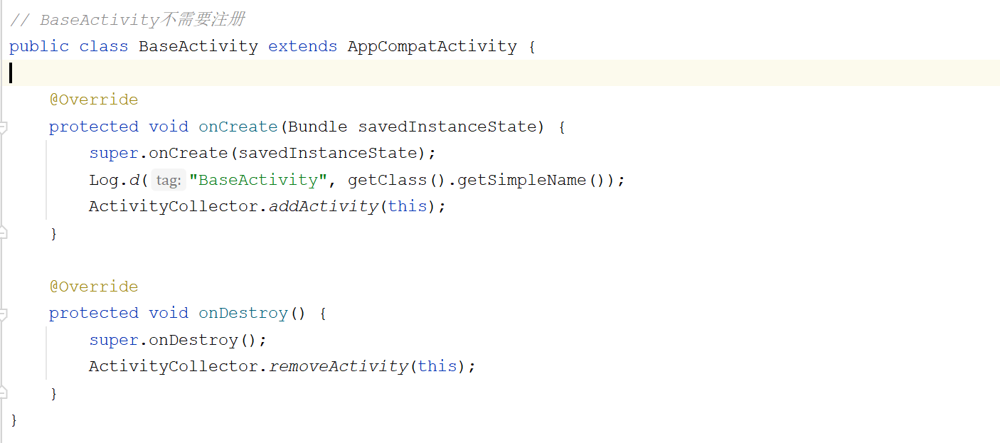 // BaseActivity不需要注册
public class BaseActivity extends AppCompatActivity {
@Override
protected void onCreate(Bundle savedInstanceState) {
super.onCreate(savedInstanceState);
Log.d( tag: "BaseActivity", getClass().getSimpleName());
ActivityCollector.addActivity(this);
}
@Override
protected void onDestroy() {
super.onDestroy();
ActivityCollector.removeActivity(this);
}
}